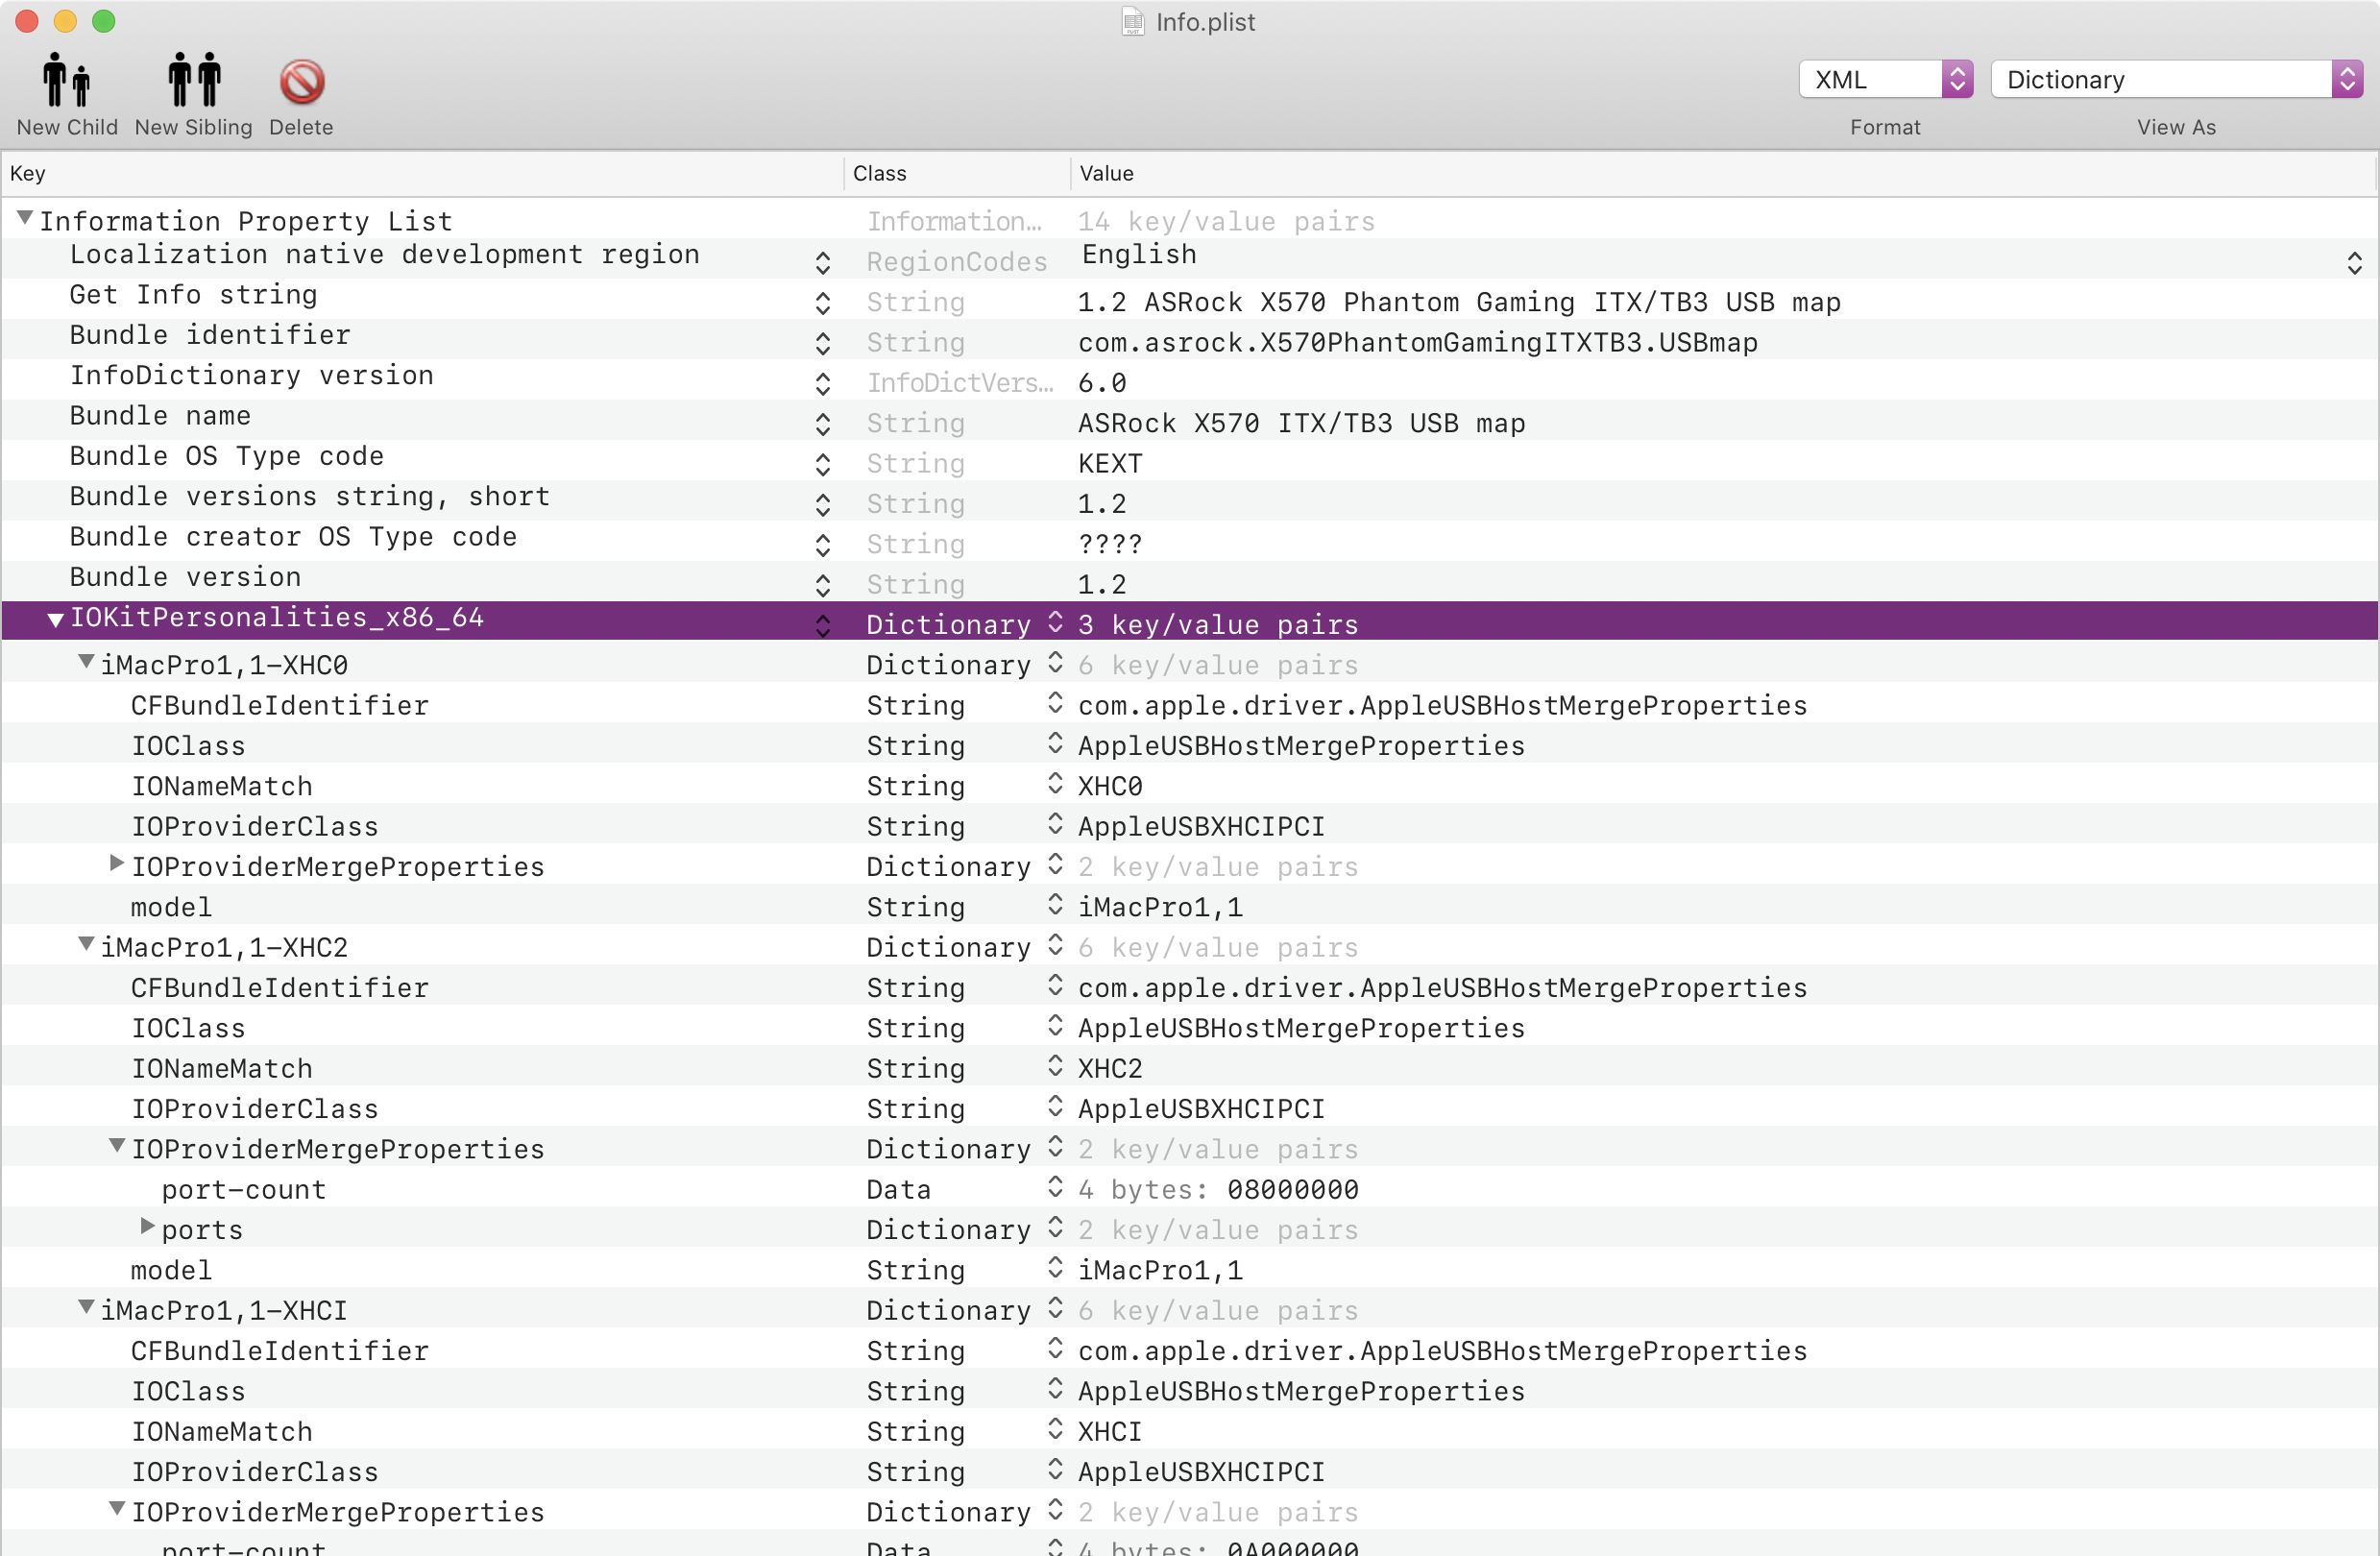 Info.plist
New Child New Sibling Delete
XML Dictionary
Format View As
Key Class Value
Information Property List Information… 14 key/value pairs
Localization native development region RegionCodes English
Get Info string String 1.2 ASRock X570 Phantom Gaming ITX/TB3 USB map
Bundle identifier String com.asrock.X570PhantomGamingITXTB3.USBmap
InfoDictionary version InfoDictVers… 6.0
Bundle name String ASRock X570 ITX/TB3 USB map
Bundle OS Type code String KEXT
Bundle versions string, short String 1.2
Bundle creator OS Type code String ????
Bundle version String 1.2
IOKitPersonalities_x86_64 Dictionary 3 key/value pairs
iMacPro1,1-XHC0 Dictionary 6 key/value pairs
CFBundleIdentifier String com.apple.driver.AppleUSBHostMergeProperties
IOClass String AppleUSBHostMergeProperties
IONameMatch String XHC0
IOProviderClass String AppleUSBXHCIPCI
IOProviderMergeProperties Dictionary 2 key/value pairs
model String iMacPro1,1
iMacPro1,1-XHC2 Dictionary 6 key/value pairs
CFBundleIdentifier String com.apple.driver.AppleUSBHostMergeProperties
IOClass String AppleUSBHostMergeProperties
IONameMatch String XHC2
IOProviderClass String AppleUSBXHCIPCI
IOProviderMergeProperties Dictionary 2 key/value pairs
port-count Data 4 bytes: 08000000
ports Dictionary 2 key/value pairs
model String iMacPro1,1
iMacPro1,1-XHCI Dictionary 6 key/value pairs
CFBundleIdentifier String com.apple.driver.AppleUSBHostMergeProperties
IOClass String AppleUSBHostMergeProperties
IONameMatch String XHCI
IOProviderClass String AppleUSBXHCIPCI
IOProviderMergeProperties Dictionary 2 key/value pairs
port-count Data 4 bytes: 0A000000